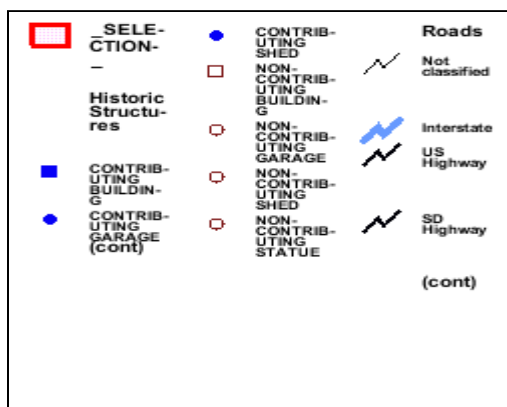 _SELE-
CTION-
_
Historic
Structu-
res
CONTRIB-
UTING
BUILDIN-
G
CONTRIB-
UTING
GARAGE
(cont)
CONTRIB-
UTING
SHED
NON-
CONTRIB-
UTING
BUILDIN-
G
NON-
CONTRIB-
UTING
GARAGE
NON-
CONTRIB-
UTING
SHED
NON-
CONTRIB-
UTING
STATUE
Roads
Not
classified
Interstate
US
Highway
SD
Highway
(cont)